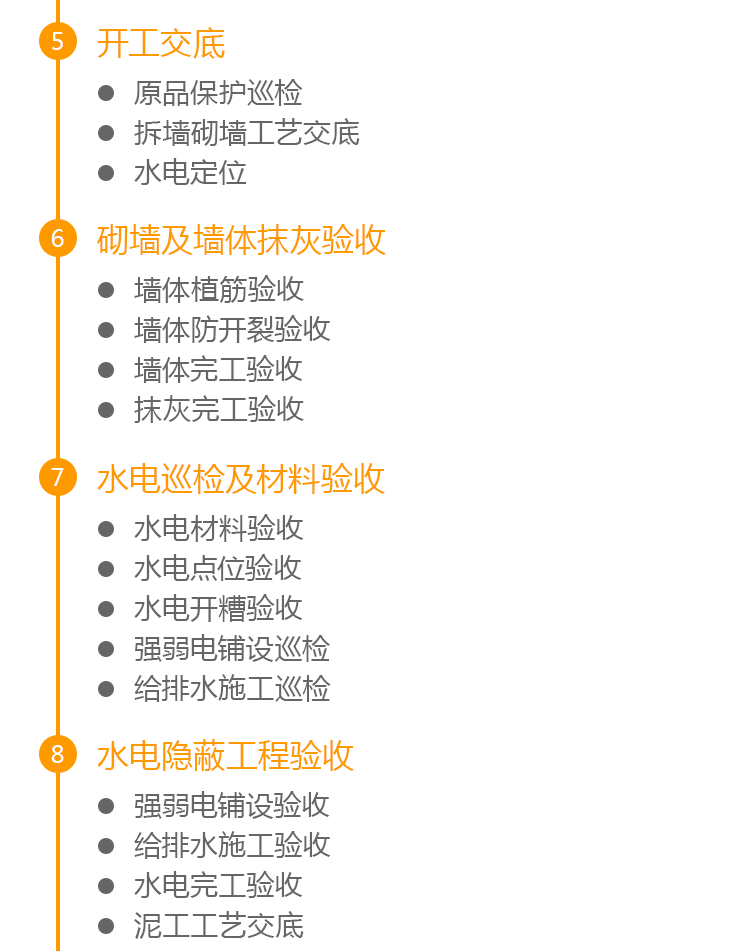 5 开工交底
原品保护巡检
拆墙砌墙工艺交底
水电定位
6 砌墙及墙体抹灰验收
墙体植筋验收
墙体防开裂验收
墙体完工验收
抹灰完工验收
7 水电巡检及材料验收
水电材料验收
水电点位验收
水电开糟验收
强弱电铺设巡检
给排水施工巡检
8 水电隐蔽工程验收
强弱电铺设验收
给排水施工验收
水电完工验收
泥工工艺交底